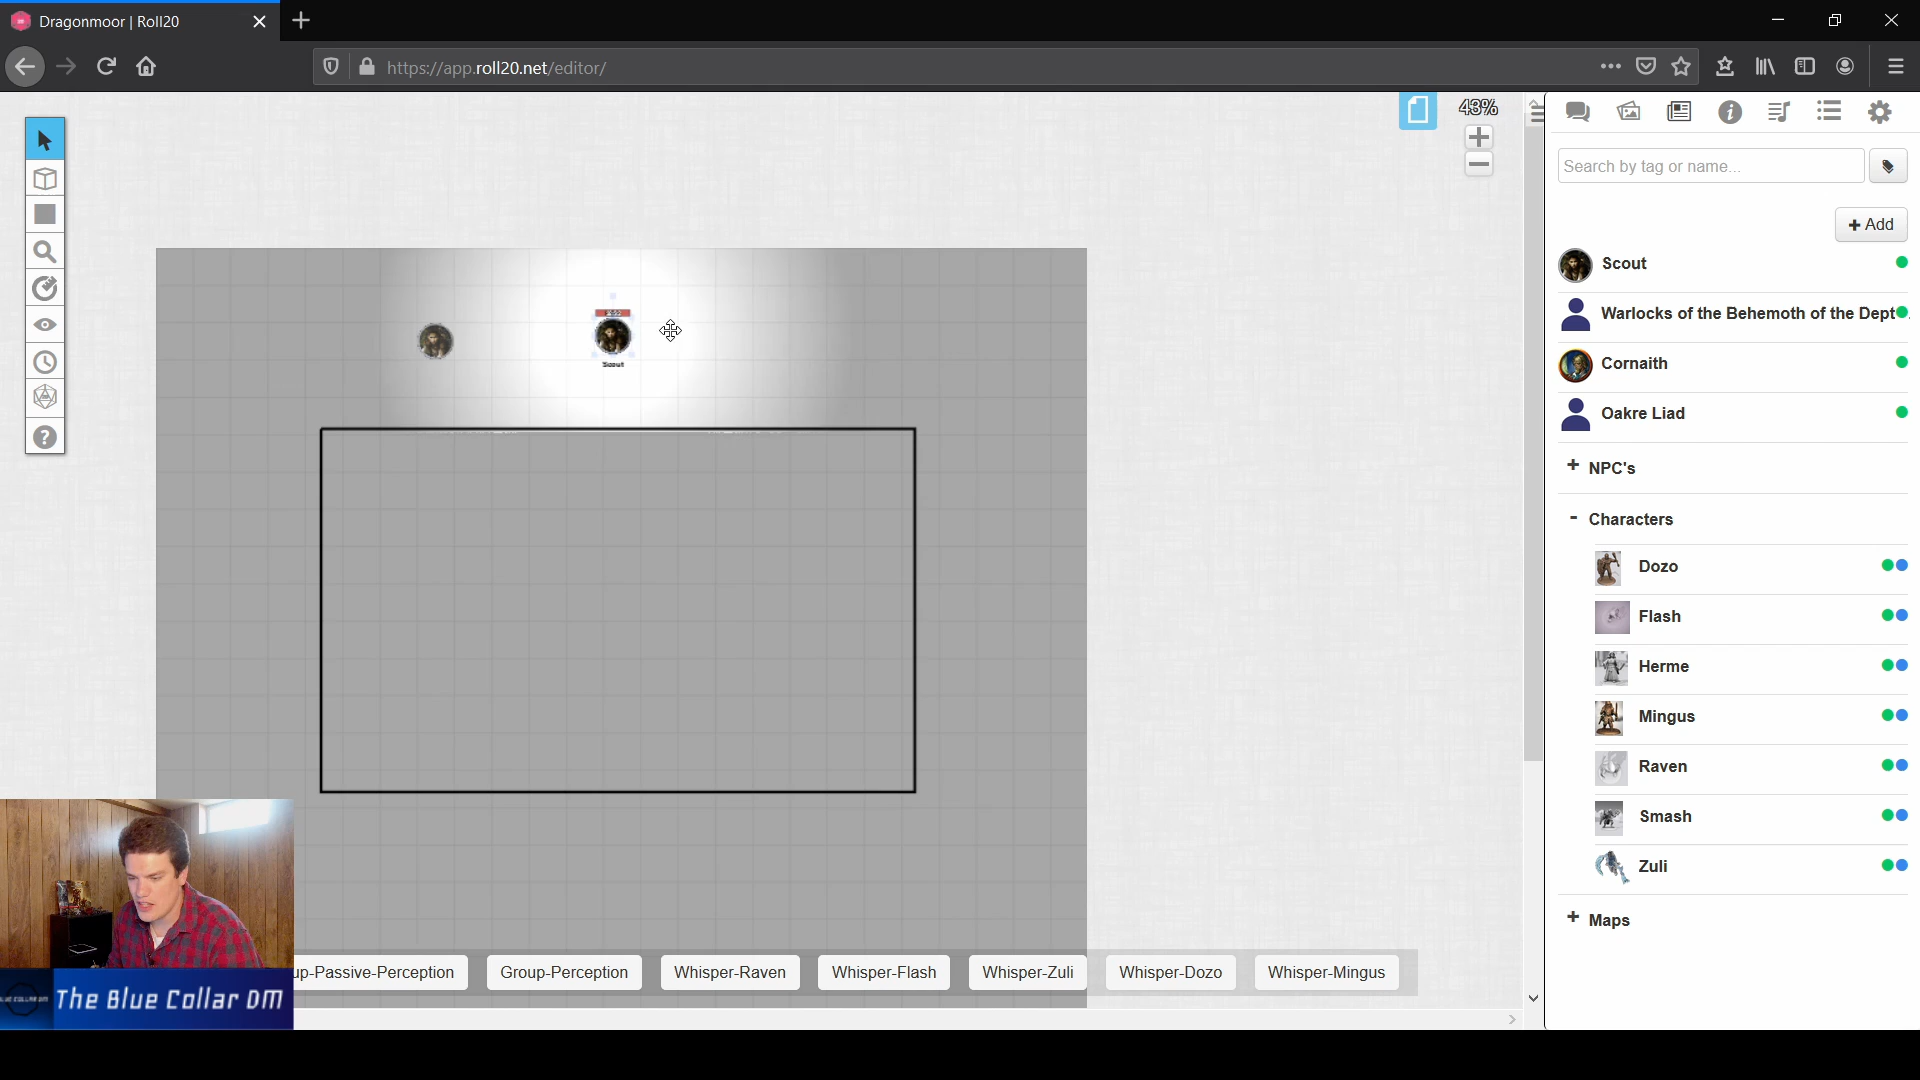 Dragonmoor | Roll20
https://app.roll20.net/editor/
43%
Search by tag or name...
+ Add
Scout
Warlocks of the Behemoth of the Dept
Cornaith
Oakre Liad
+ NPC's
- Characters
Dozo
Flash
Herme
Mingus
Raven
Smash
Zuli
+ Maps
Scout
up-Passive-Perception
Group-Perception
Whisper-Raven
Whisper-Flash
Whisper-Zuli
Whisper-Dozo
Whisper-Mingus
The Blue Collar DM